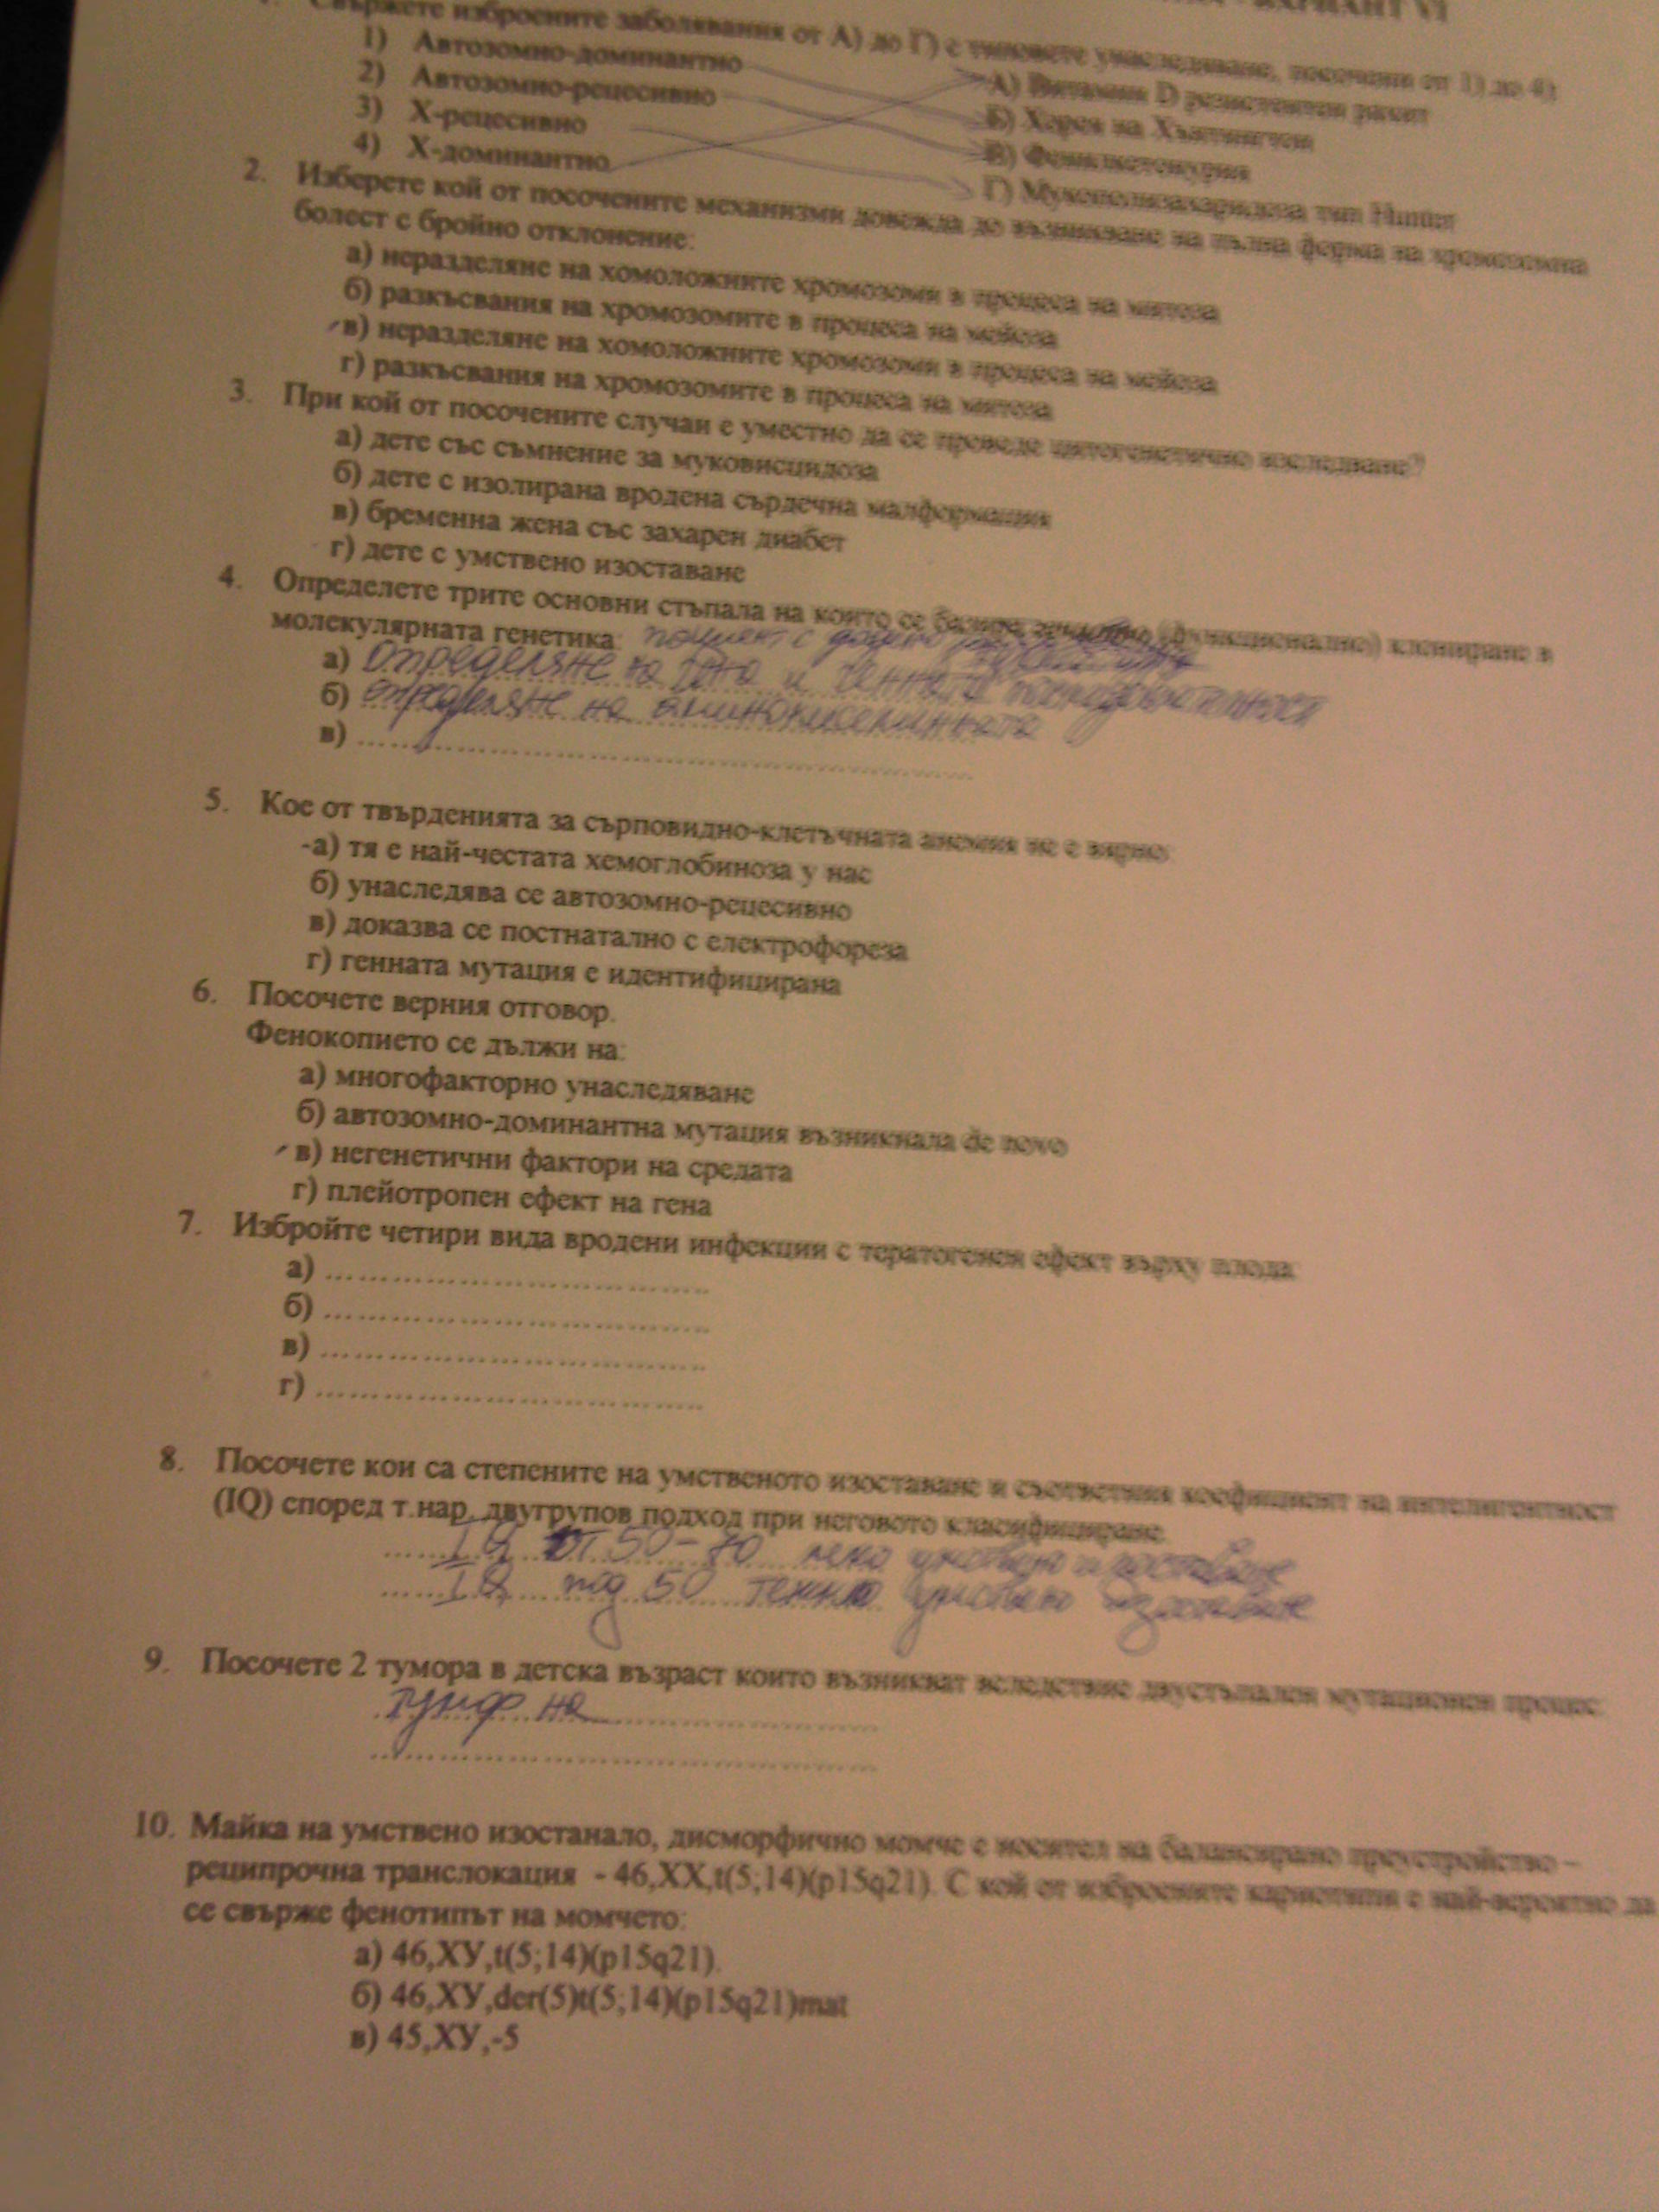 ВАРИАНТ VI
1. Свържете изброените заболявания от А) до Г) с типовете унаследяване, посочени от 1) до 4)
1) Автозомно-доминантно
2) Автозомно-рецесивно
3) Х-рецесивно
4) Х-доминантно
А) Витамин D резистентен рахит
Б) Хорея на Хънтингтон
В) Фенилкетонурия
Г) Мукополизахаридоза тип Hunter
2. Изберете кой от посочените механизми довежда до възникване на пълна форма на хромозомна
болест с бройно отклонение:
а) неразделяне на хомоложните хромозоми в процеса на митоза
б) разкъсвания на хромозомите в процеса на мейоза
в) неразделяне на хомоложните хромозоми в процеса на мейоза
г) разкъсвания на хромозомите в процеса на митоза
3. При кой от посочените случаи е уместно да се проведе цитогенетично изследване?
а) дете със съмнение за муковисцидоза
б) дете с изолирана вродена сърдечна малформация
в) бременна жена със захарен диабет
г) дете с умствено изоставане
4. Определете трите основни стъпала на които се базира (функционално) клониране в
молекулярната генетика: пациент с
а) Определяне на гена и
б) определяне на аминокиселинната
в) ........................
5. Кое от твърденията за сърповидно-клетъчната анемия не е вярно
-а) тя е най-честата хемоглобиноза у нас
б) унаследява се автозомно-рецесивно
в) доказва се постнатално с електрофореза
г) генната мутация е идентифицирана
6. Посочете верния отговор.
Фенокопието се дължи на:
а) многофакторно унаследяване
б) автозомно-доминантна мутация възникнала de novo
в) негенетични фактори на средата
г) плейотропен ефект на гена
7. Избройте четири вида вродени инфекции с тератогенен ефект върху плода
а) ........................
б) ........................
в) ........................
г) ........................
8. Посочете кои са степените на умственото изоставане и съответния коефициент на интелигентност
(IQ) според т.нар. двугрупов подход при неговото класифициране
IQ от 50 - 70 леко умствено изоставане
IQ под 50 тежко умствено изоставане
9. Посочете 2 тумора в детска възраст които възникват вследствие двустъпален мутационен процес
тумор на
........................
10. Майка на умствено изостанало, дисморфично момче е носител на балансирано преустройство -
реципрочна транслокация - 46,XX,t(5;14)(p15q21). С кой от изброените кариотипи е най-вероятно да
се свърже фенотипът на момчето:
а) 46,ХУ,t(5;14)(p15q21).
б) 46,ХУ,der(5)t(5;14)(p15q21)mat
в) 45,ХУ,-5